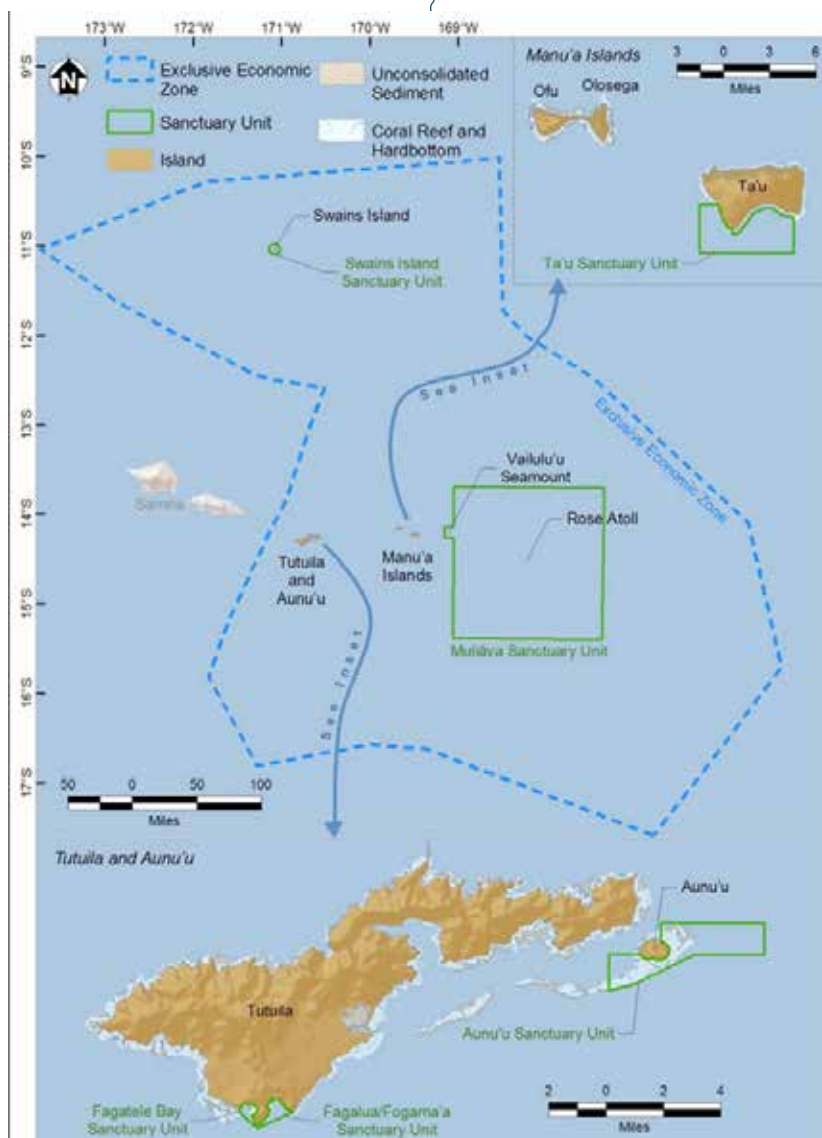 173°W 172°W 171°W 170°W 169°W
9°S
10°S
11°S
12°S
13°S
14°S
15°S
16°S
17°S
N
Exclusive Economic
Zone
Sanctuary Unit
Island
Unconsolidated
Sediment
Coral Reef and
Hardbottom
Manu'a Islands
3 0 3 6
Miles
Ofu
Olosega
Ta'u
Ta'u Sanctuary Unit
Swains Island
Swains Island
Sanctuary Unit
See Inset
Exclusive Economic Zone
Samoa
Vailulu'u
Seamount
Rose Atoll
Tutuila
and
Aunu'u
Manu'a
Islands
Muliāva Sanctuary Unit
See Inset
50 0 50 100
Miles
Tutuila and Aunu'u
Aunu'u
Tutuila
Aunu'u Sanctuary Unit
Fagatele Bay
Sanctuary Unit
Fagalua/Fogama'a
Sanctuary Unit
2 0 2 4
Miles